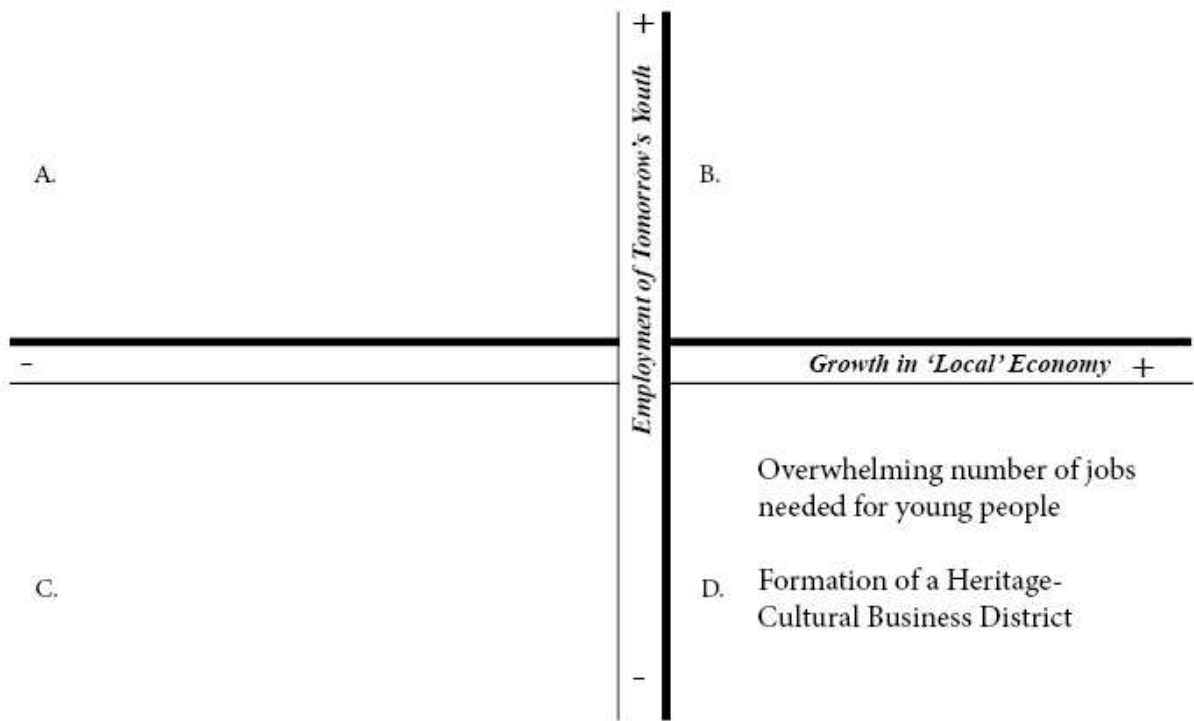 +
Employment of Tomorrow's Youth
A.
B.
–
Growth in ‘Local’ Economy +
Overwhelming number of jobs
needed for young people
C.
D.
Formation of a Heritage-
Cultural Business District
–